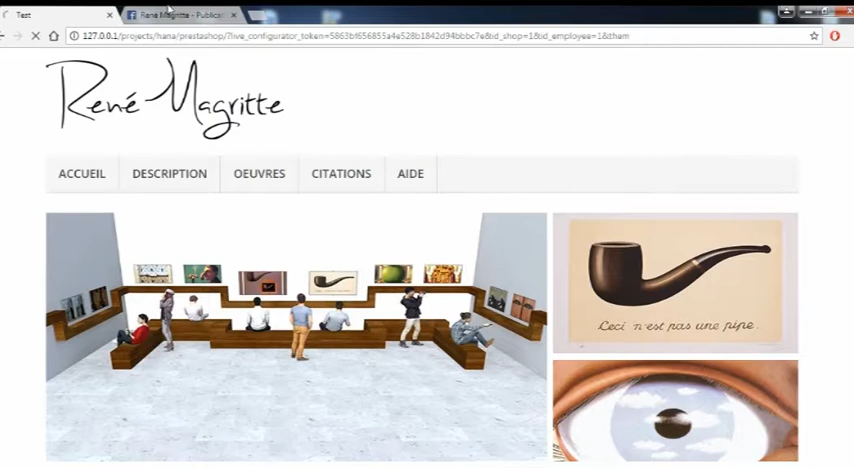 Test
René Magritte - Publicat
127.0.0.1/projects/hana/prestashop/?live_configurator_token=5863bf656855a4e528b1842d94bbbc7e&id_shop=1&id_employee=1&them
René Magritte
ACCUEIL DESCRIPTION OEUVRES CITATIONS AIDE
Ceci n'est pas une pipe.